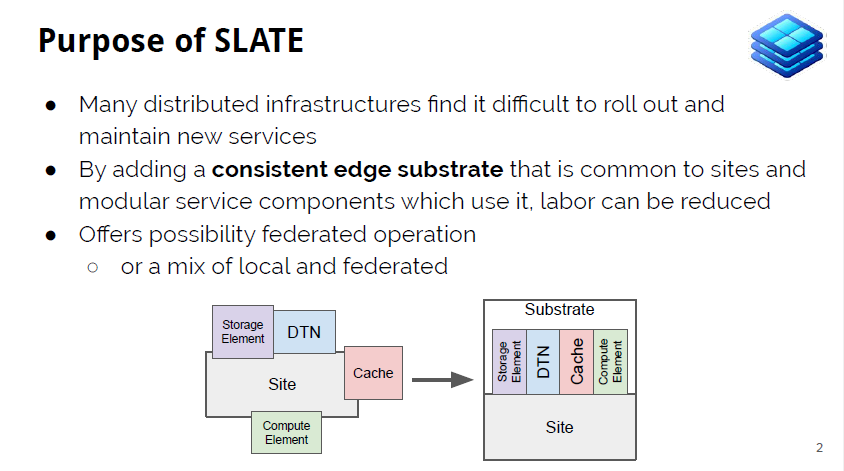 Purpose of SLATE
● Many distributed infrastructures find it difficult to roll out and
maintain new services
● By adding a consistent edge substrate that is common to sites and
modular service components which use it, labor can be reduced
● Offers possibility federated operation
○ or a mix of local and federated
Storage
Element
DTN
Site
Cache
Compute
Element
Substrate
Storage
Element
DTN
Cache
Compute
Element
Site
2